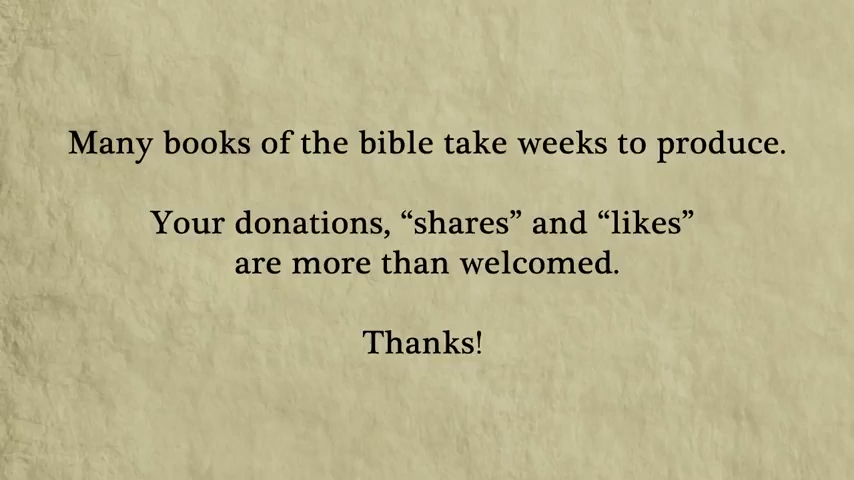 Many books of the bible take weeks to produce.
Your donations, “shares” and “likes”
are more than welcomed.
Thanks!